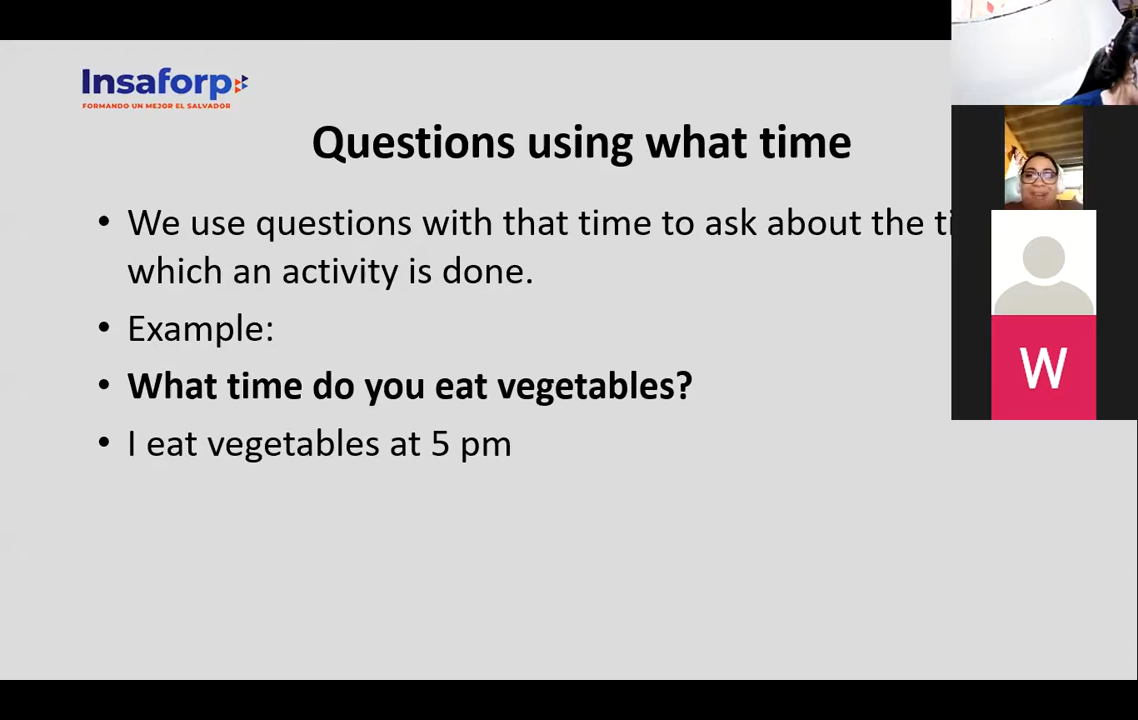 Insaforp
FORMANDO UN MEJOR EL SALVADOR
Questions using what time
• We use questions with that time to ask about the
which an activity is done.
• Example:
• What time do you eat vegetables?
• I eat vegetables at 5 pm
W